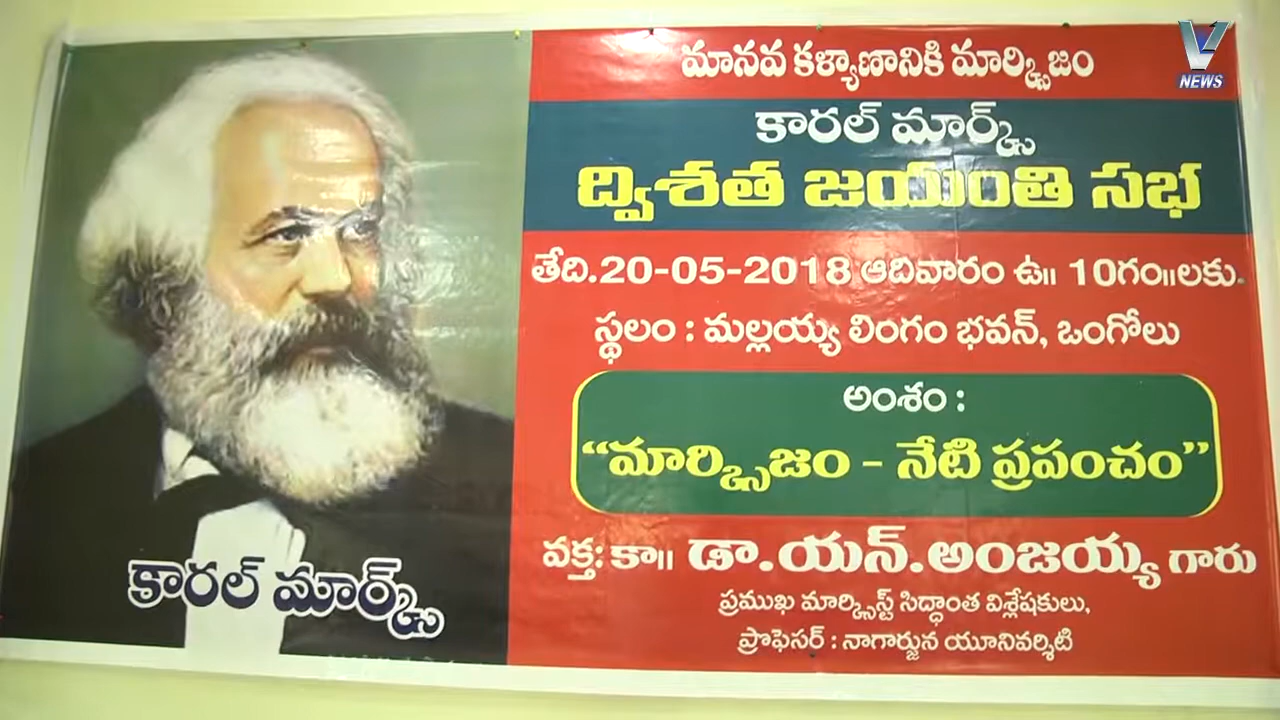 V
NEWS
మానవ కళ్యాణానికి మార్క్సిజం
కారల్ మార్క్స్
ద్విశత జయంతి సభ
తేది.20-05-2018 ఆదివారం ఉ॥ 10గం॥లకు.
స్థలం : మల్లయ్య లింగం భవన్, ఒంగోలు
అంశం :
“మార్క్సిజం - నేటి ప్రపంచం”
వక్త: కా॥ డా.యన్.అంజయ్య గారు
ప్రముఖ మార్క్సిస్ట్ సిద్ధాంత విశ్లేషకులు,
ప్రొఫెసర్ : నాగార్జున యూనివర్శిటి
కారల్ మార్క్స్